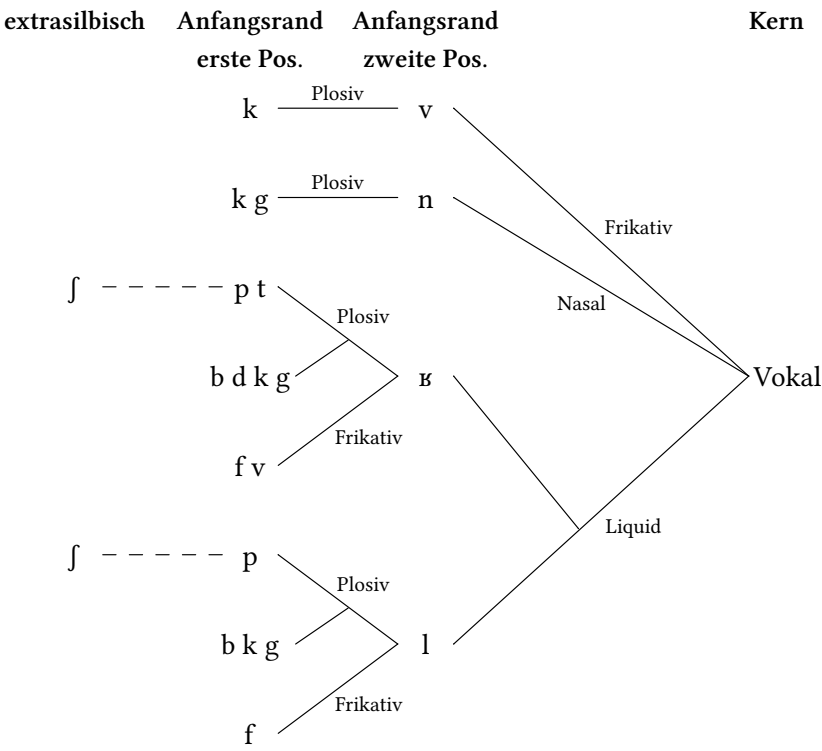 extrasilbisch Anfangsrand Anfangsrand Kern
erste Pos. zweite Pos.
k Plosiv v
k g Plosiv n
Frikativ
ʃ p t
Nasal
Plosiv
b d k g ʁ Vokal
Frikativ
f v
Liquid
ʃ p
Plosiv
b k g l
Frikativ
f